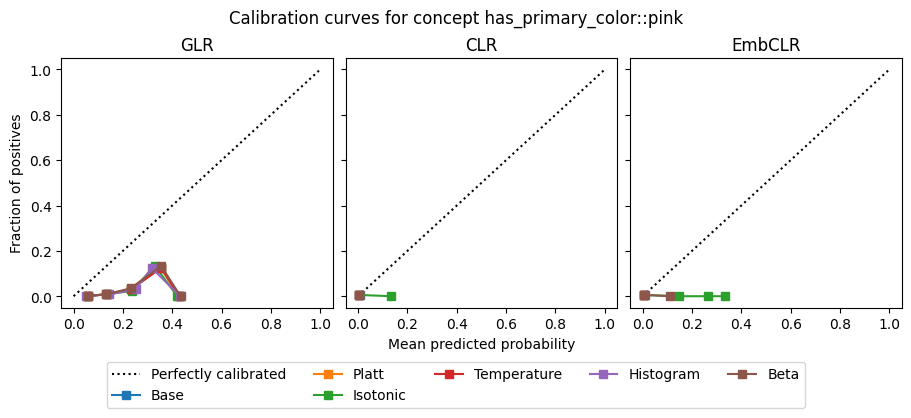 Calibration curves for concept has_primary_color::pink
GLR
CLR
EmbCLR
Fraction of positives
1.0
0.8
0.6
0.4
0.2
0.0
0.0 0.2 0.4 0.6 0.8 1.0
0.0 0.2 0.4 0.6 0.8 1.0
0.0 0.2 0.4 0.6 0.8 1.0
Mean predicted probability
Perfectly calibrated
Base
Platt
Isotonic
Temperature
Histogram
Beta